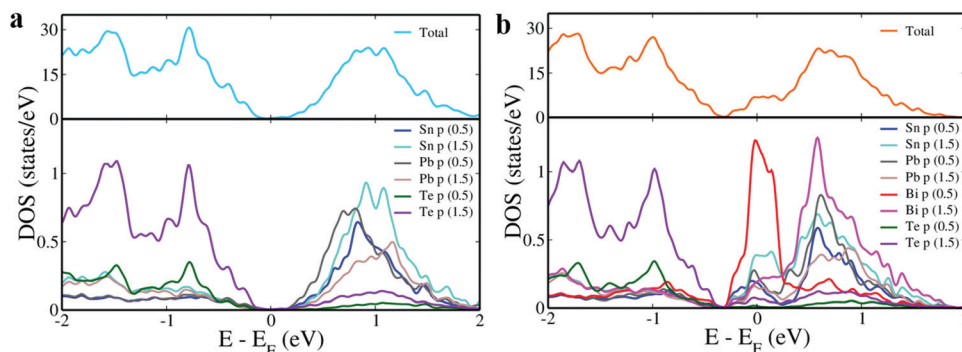 a
30
15
0
Total
DOS (states/eV)
1
0.5
0
Sn p (0.5)
Sn p (1.5)
Pb p (0.5)
Pb p (1.5)
Te p (0.5)
Te p (1.5)
-2 -1 0 1 2
E - E_F (eV)
b
30
15
0
Total
DOS (states/eV)
1
0.5
0
Sn p (0.5)
Sn p (1.5)
Pb p (0.5)
Pb p (1.5)
Bi p (0.5)
Bi p (1.5)
Te p (0.5)
Te p (1.5)
-2 -1 0 1
E - E_F (eV)